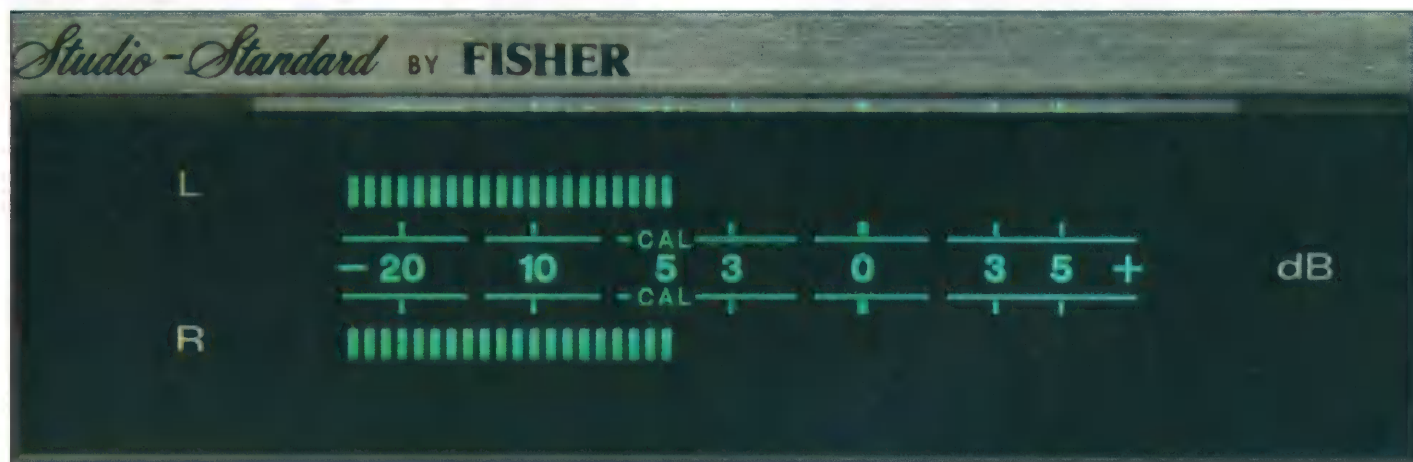 Studio-Standard BY FISHER
L
CAL
- 20 10 5 3 0 3 5 + dB
CAL
R